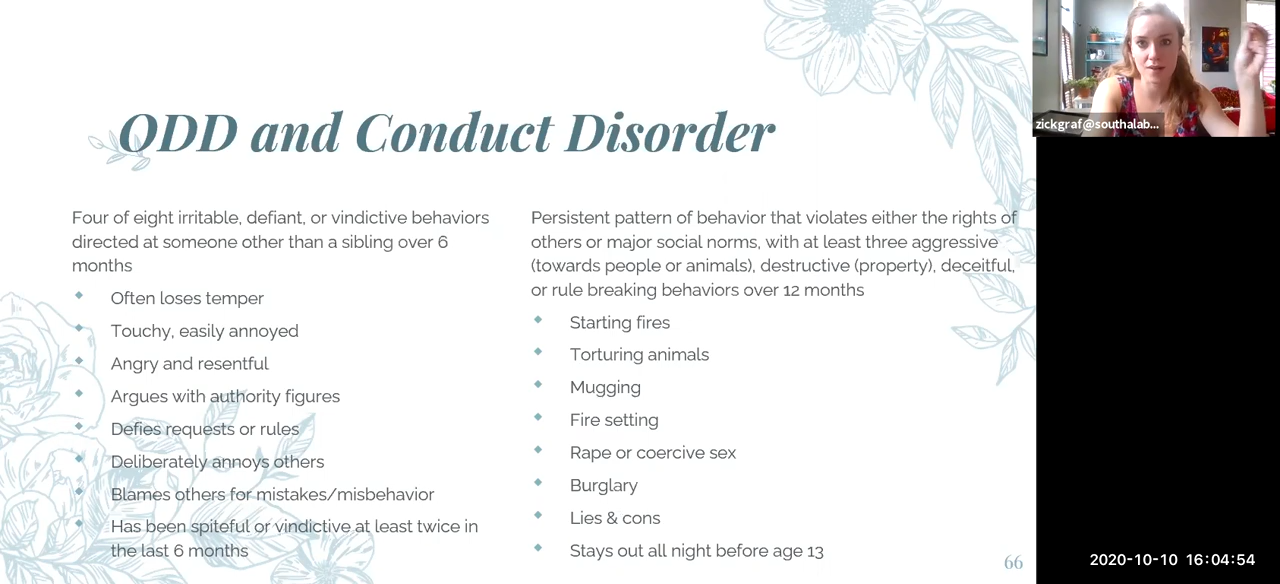 ODD and Conduct Disorder
Four of eight irritable, defiant, or vindictive behaviors
directed at someone other than a sibling over 6
months
Often loses temper
Touchy, easily annoyed
Angry and resentful
Argues with authority figures
Defies requests or rules
Deliberately annoys others
Blames others for mistakes/misbehavior
Has been spiteful or vindictive at least twice in
the last 6 months
Persistent pattern of behavior that violates either the rights of
others or major social norms, with at least three aggressive
(towards people or animals), destructive (property), deceitful,
or rule breaking behaviors over 12 months
Starting fires
Torturing animals
Mugging
Fire setting
Rape or coercive sex
Burglary
Lies & cons
Stays out all night before age 13
66
zickgraf@southalab...
2020-10-10 16:04:54